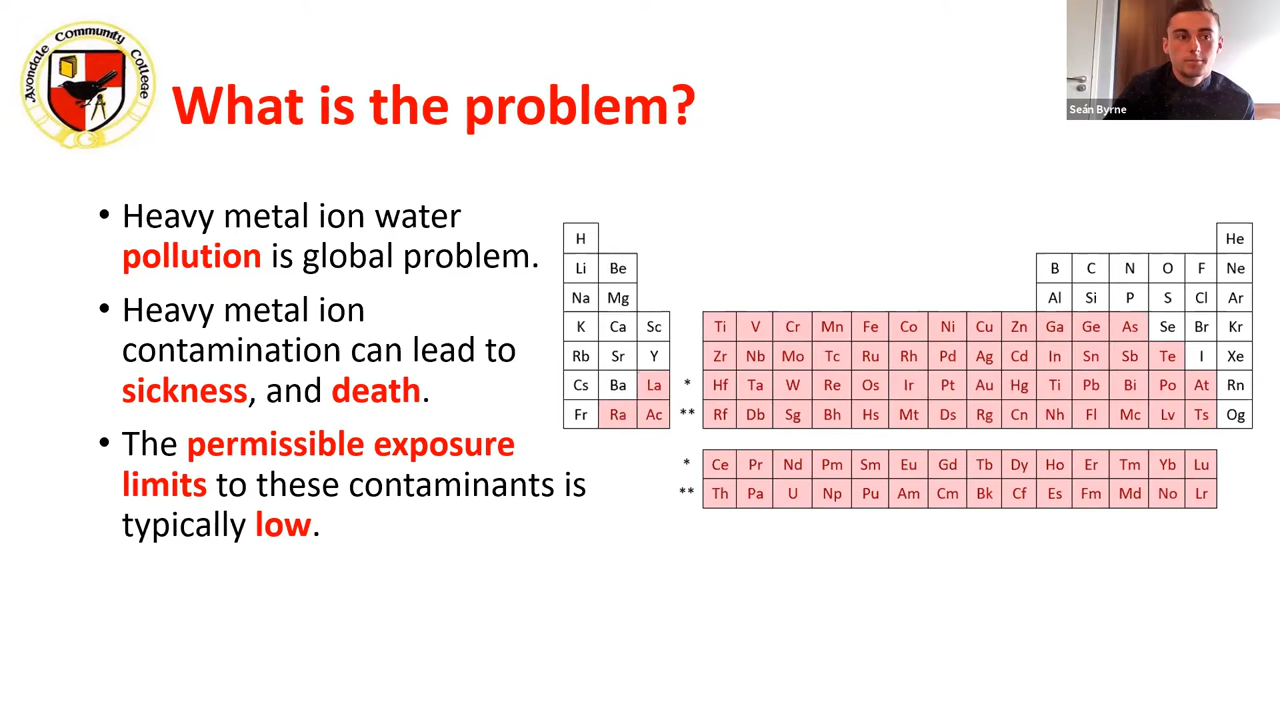 Avondale Community College
What is the problem?
Seán Byrne
• Heavy metal ion water
pollution is global problem.
• Heavy metal ion
contamination can lead to
sickness, and death.
• The permissible exposure
limits to these contaminants is
typically low.
H He
Li Be B C N O F Ne
Na Mg Al Si P S Cl Ar
K Ca Sc Ti V Cr Mn Fe Co Ni Cu Zn Ga Ge As Se Br Kr
Rb Sr Y Zr Nb Mo Tc Ru Rh Pd Ag Cd In Sn Sb Te I Xe
Cs Ba La * Hf Ta W Re Os Ir Pt Au Hg Ti Pb Bi Po At Rn
Fr Ra Ac ** Rf Db Sg Bh Hs Mt Ds Rg Cn Nh Fl Mc Lv Ts Og
* Ce Pr Nd Pm Sm Eu Gd Tb Dy Ho Er Tm Yb Lu
** Th Pa U Np Pu Am Cm Bk Cf Es Fm Md No Lr